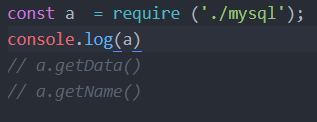 const a  = require ('./mysql');
console.log(a)
// a.getData()
// a.getName()